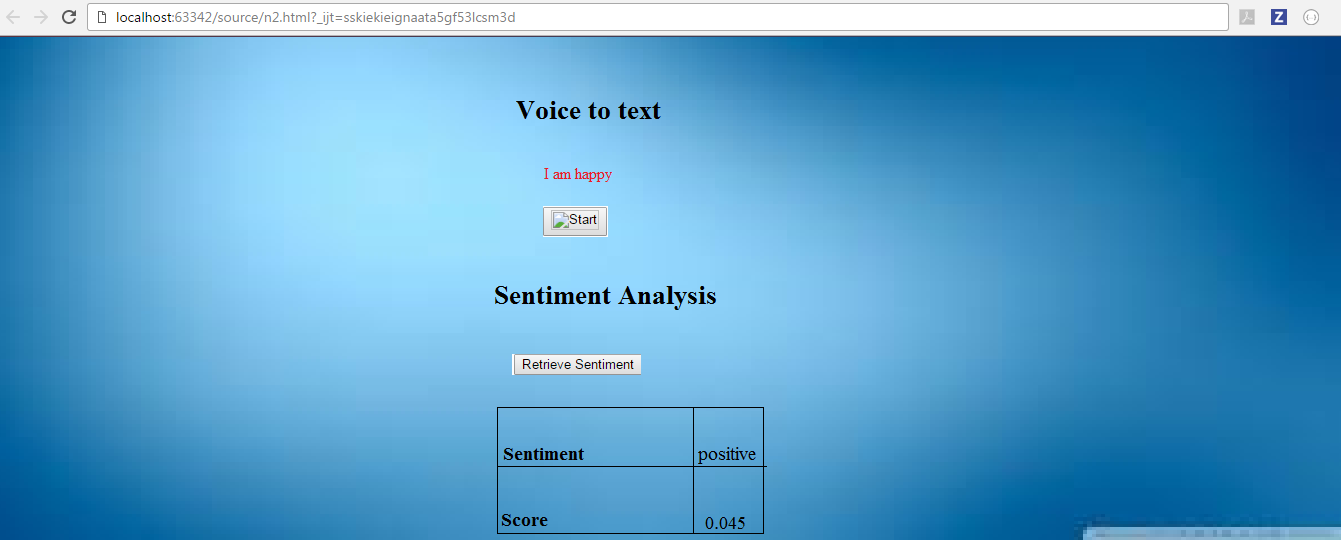 localhost:63342/source/n2.html?_ijt=sskiekieignaata5gf53lcsm3d
Z
Voice to text
I am happy
Start
Sentiment Analysis
Retrieve Sentiment
Sentiment positive
Score 0.045